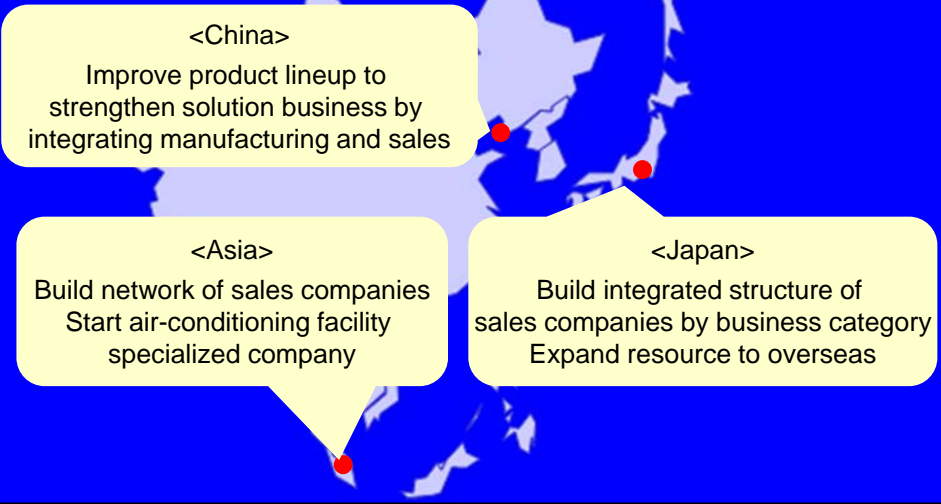 <China>
Improve product lineup to
strengthen solution business by
integrating manufacturing and sales
<Asia>
Build network of sales companies
Start air-conditioning facility
specialized company
<Japan>
Build integrated structure of
sales companies by business category
Expand resource to overseas